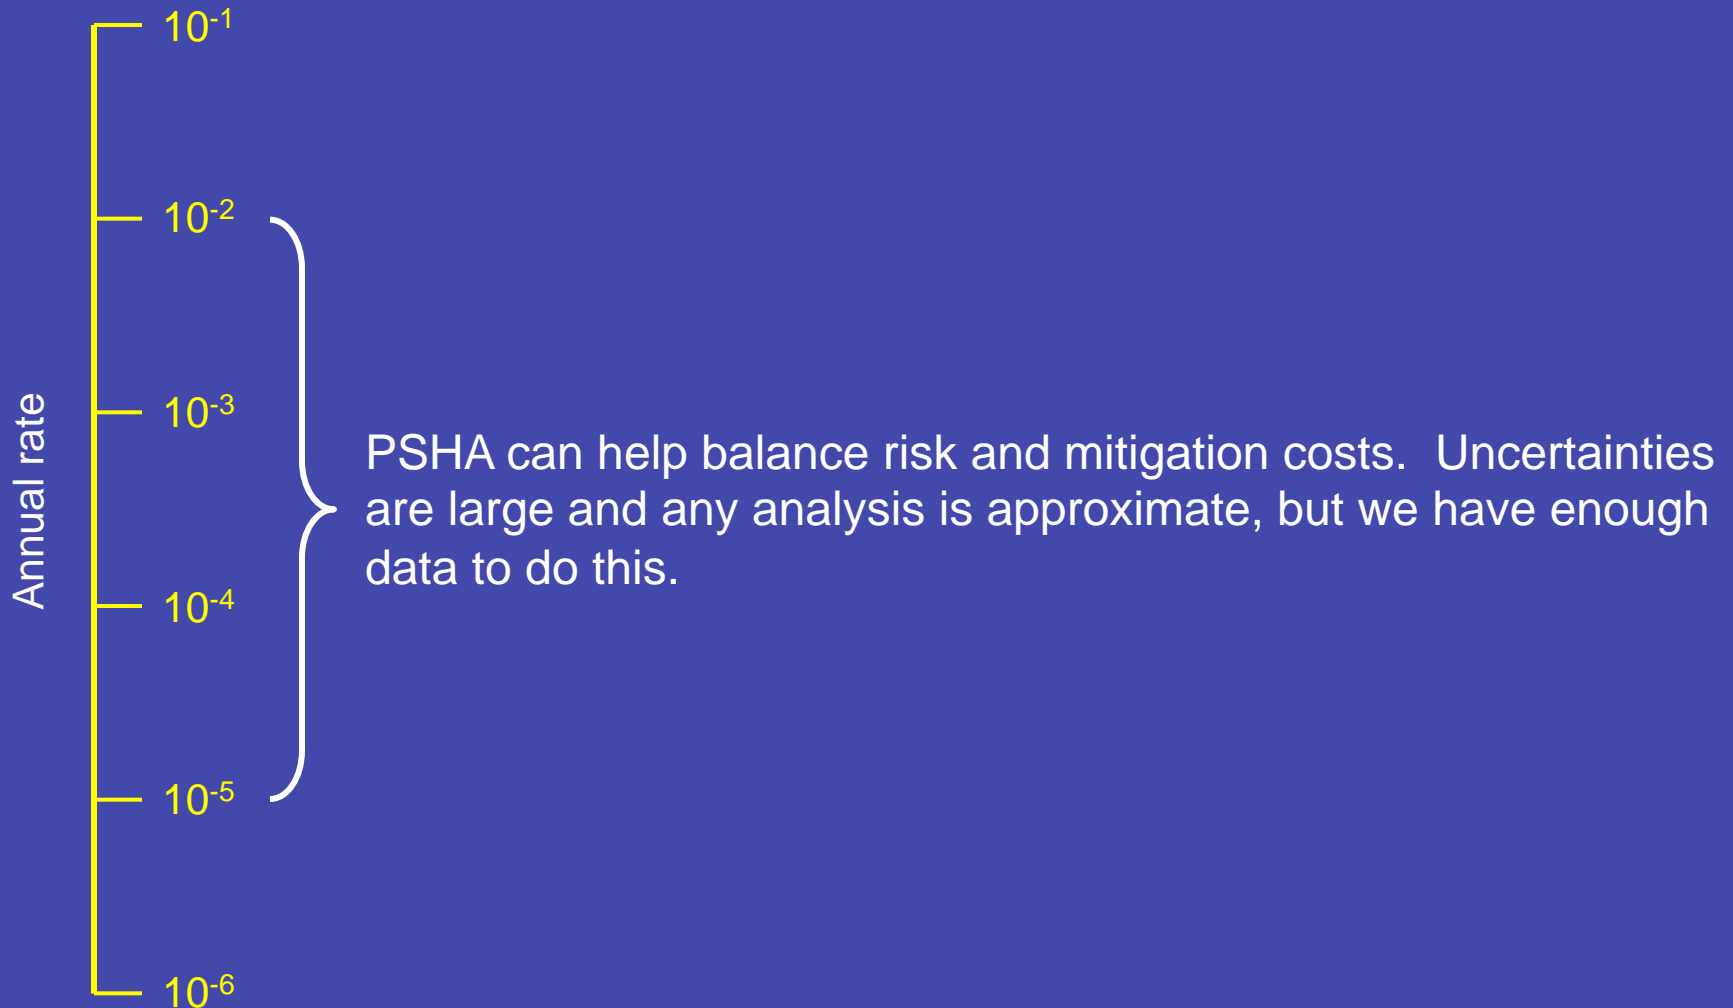 10-1
10-2
10-3
Annual rate
PSHA can help balance risk and mitigation costs.  Uncertainties
are large and any analysis is approximate, but we have enough
data to do this.
10-4
10-5
10-6